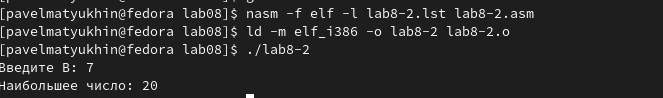 [pavelmatyukhin@fedora lab08]$ nasm -f elf -l lab8-2.lst lab8-2.asm
[pavelmatyukhin@fedora lab08]$ ld -m elf_i386 -o lab8-2 lab8-2.o
[pavelmatyukhin@fedora lab08]$ ./lab8-2
Введите B: 7
Наибольшее число: 20